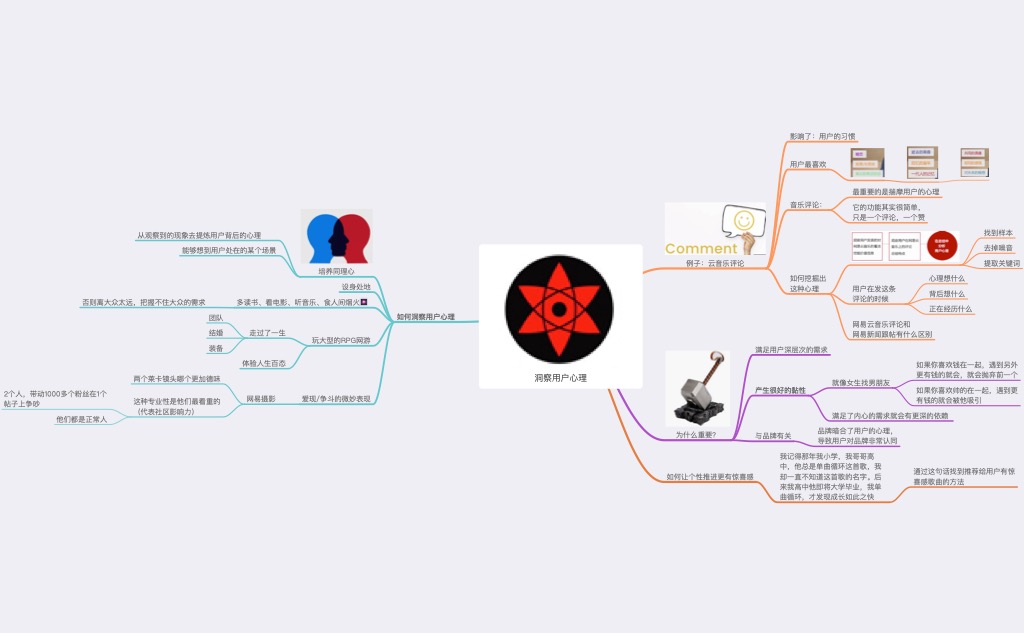 洞察用户心理
Comment
例子：云音乐评论
影响了：用户的习惯
用户最喜欢
音乐评论：
最重要的是揣摩用户的心理
它的功能其实很简单，
只是一个评论，一个赞
如何挖掘出
这种心理
找到样本
去掉噪音
提取关键词
用户在发这条
评论的时候
心理想什么
背后想什么
正在经历什么
网易云音乐评论和
网易新闻跟帖有什么区别
为什么重要？
满足用户深层次的需求
产生很好的黏性
就像女生找男朋友
如果你喜欢钱在一起，遇到另外
更有钱的就会，就会抛弃前一个
如果你喜欢帅的在一起，遇到更
有钱的就会被他吸引
满足了内心的需求就会有更深的依赖
与品牌有关
品牌暗合了用户的心理，
导致用户对品牌非常认同
如何让个性推进更有惊喜感
我记得那年我小学，我哥哥高
中，他总是单曲循环这首歌，我
却一直不知道这首歌的名字。后
来我高中他即将大学毕业，我单
曲循环，才发现成长如此之快
通过这句话找到推荐给用户有惊
喜感歌曲的方法
如何洞察用户心理
培养同理心
从观察到的现象去提炼用户背后的心理
能够想到用户处在的某个场景
设身处地
多读书、看电影、听音乐、食人间烟火
否则离大众太远，把握不住大众的需求
玩大型的RPG网游
走过了一生
团队
结婚
装备
体验人生百态
爱现/争斗的微妙表现
网易摄影
两个莱卡镜头哪个更加德味
这种专业性是他们最看重的
（代表社区影响力）
2个人，带动1000多个粉丝在1个
帖子上争吵
他们都是正常人